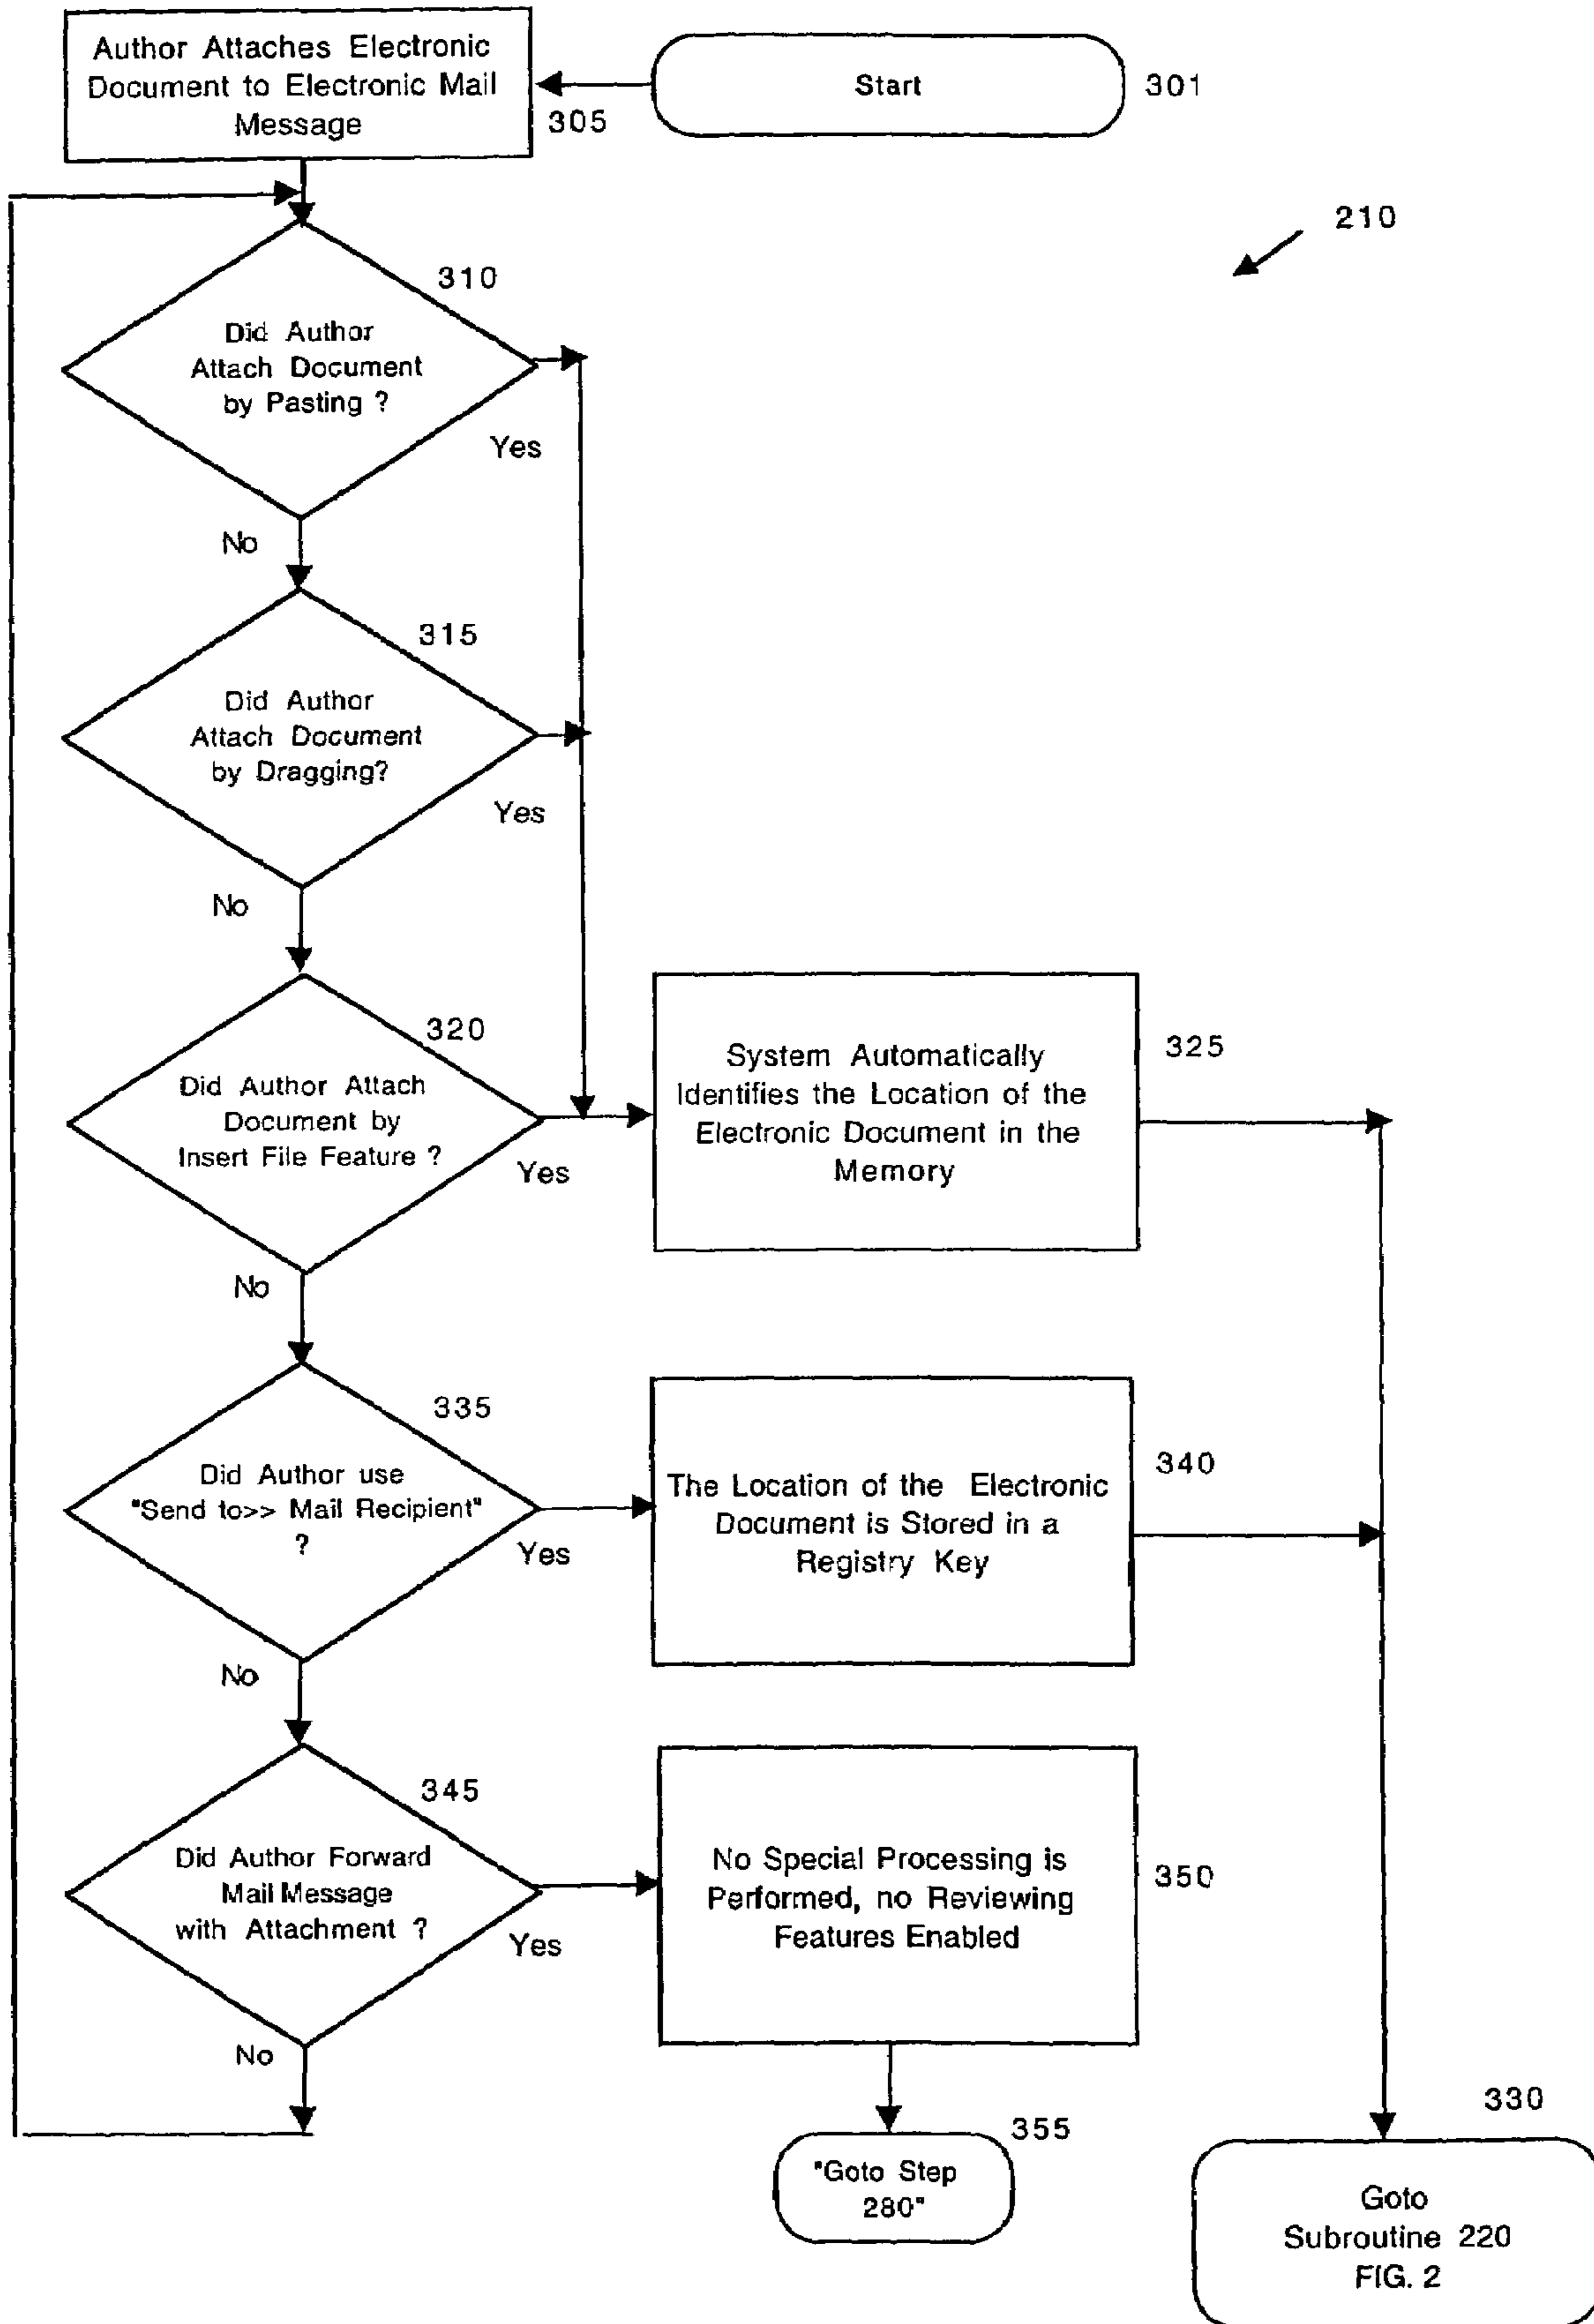 Author Attaches Electronic
Document to Electronic Mail
Message
305
Start
301
210
310
Did Author
Attach Document
by Pasting ?
Yes
No
315
Did Author
Attach Document
by Dragging?
Yes
No
320
Did Author Attach
Document by
Insert File Feature ?
Yes
No
System Automatically
Identifies the Location of the
Electronic Document in the
Memory
325
335
Did Author use
"Send to>> Mail Recipient"
?
Yes
No
The Location of the Electronic
Document is Stored in a
Registry Key
340
345
Did Author Forward
Mail Message
with Attachment ?
Yes
No
No Special Processing is
Performed, no Reviewing
Features Enabled
350
355
"Goto Step
280"
330
Goto
Subroutine 220
FIG. 2